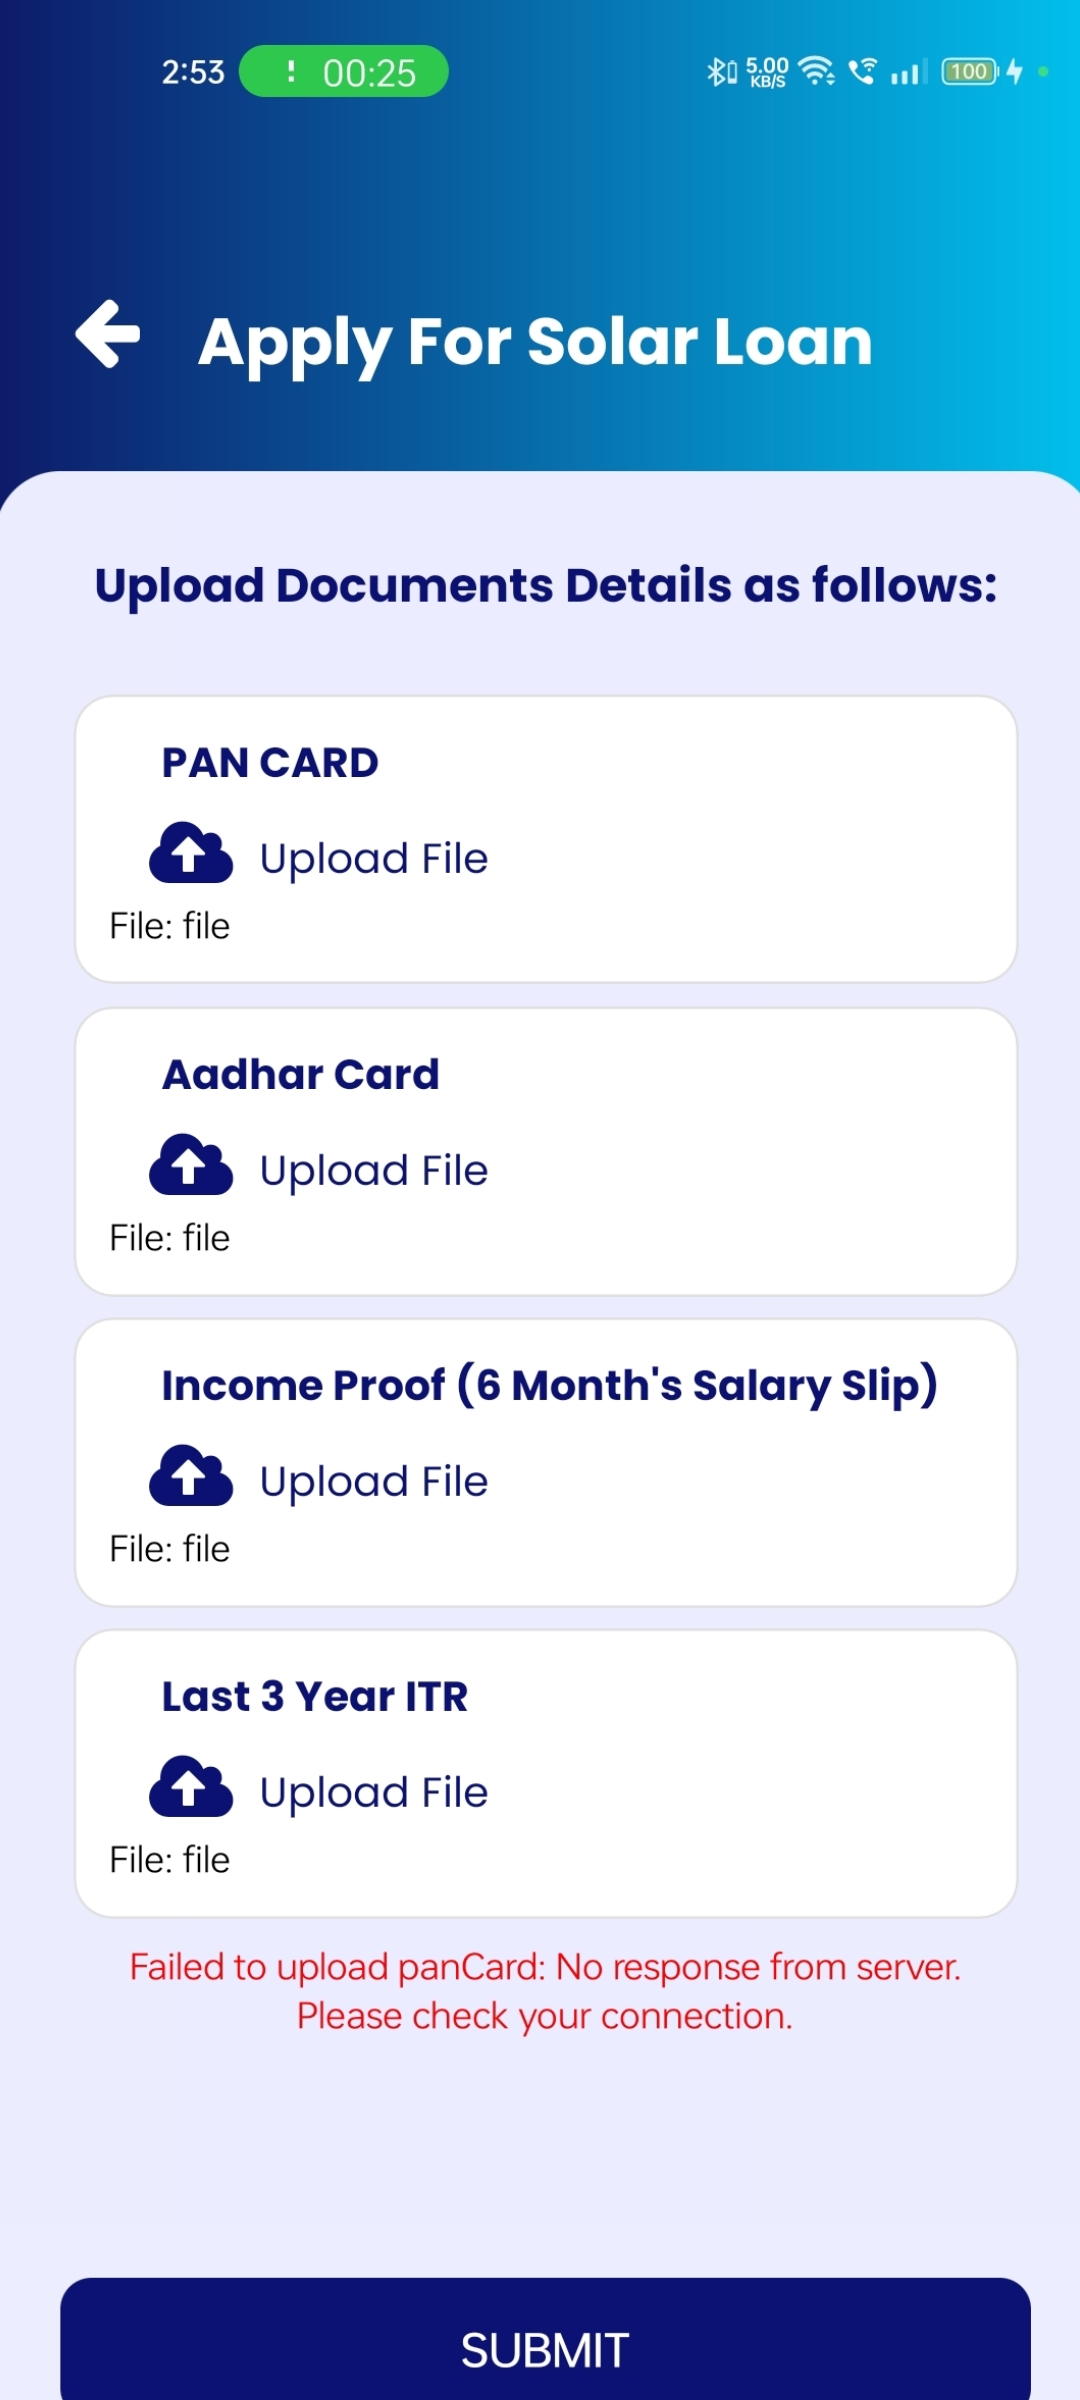 2:53 00:25 5.00 KB/S 100
Apply For Solar Loan
Upload Documents Details as follows:
PAN CARD
Upload File
File: file
Aadhar Card
Upload File
File: file
Income Proof (6 Month's Salary Slip)
Upload File
File: file
Last 3 Year ITR
Upload File
File: file
Failed to upload panCard: No response from server.
Please check your connection.
SUBMIT